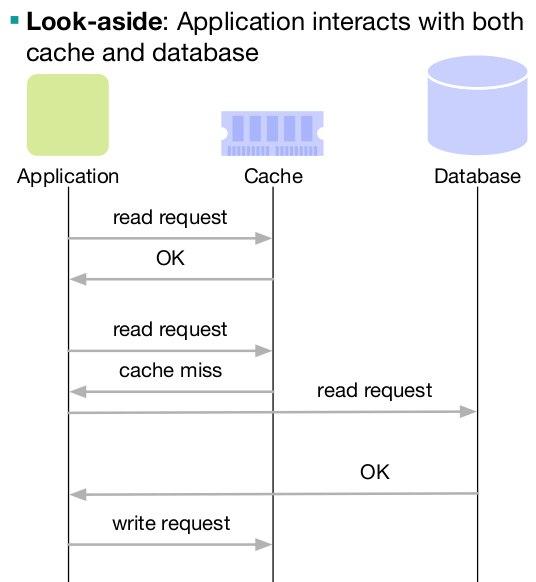 ▪ Look-aside: Application interacts with both
cache and database
Application
Cache
Database
read request
OK
read request
cache miss
read request
OK
write request